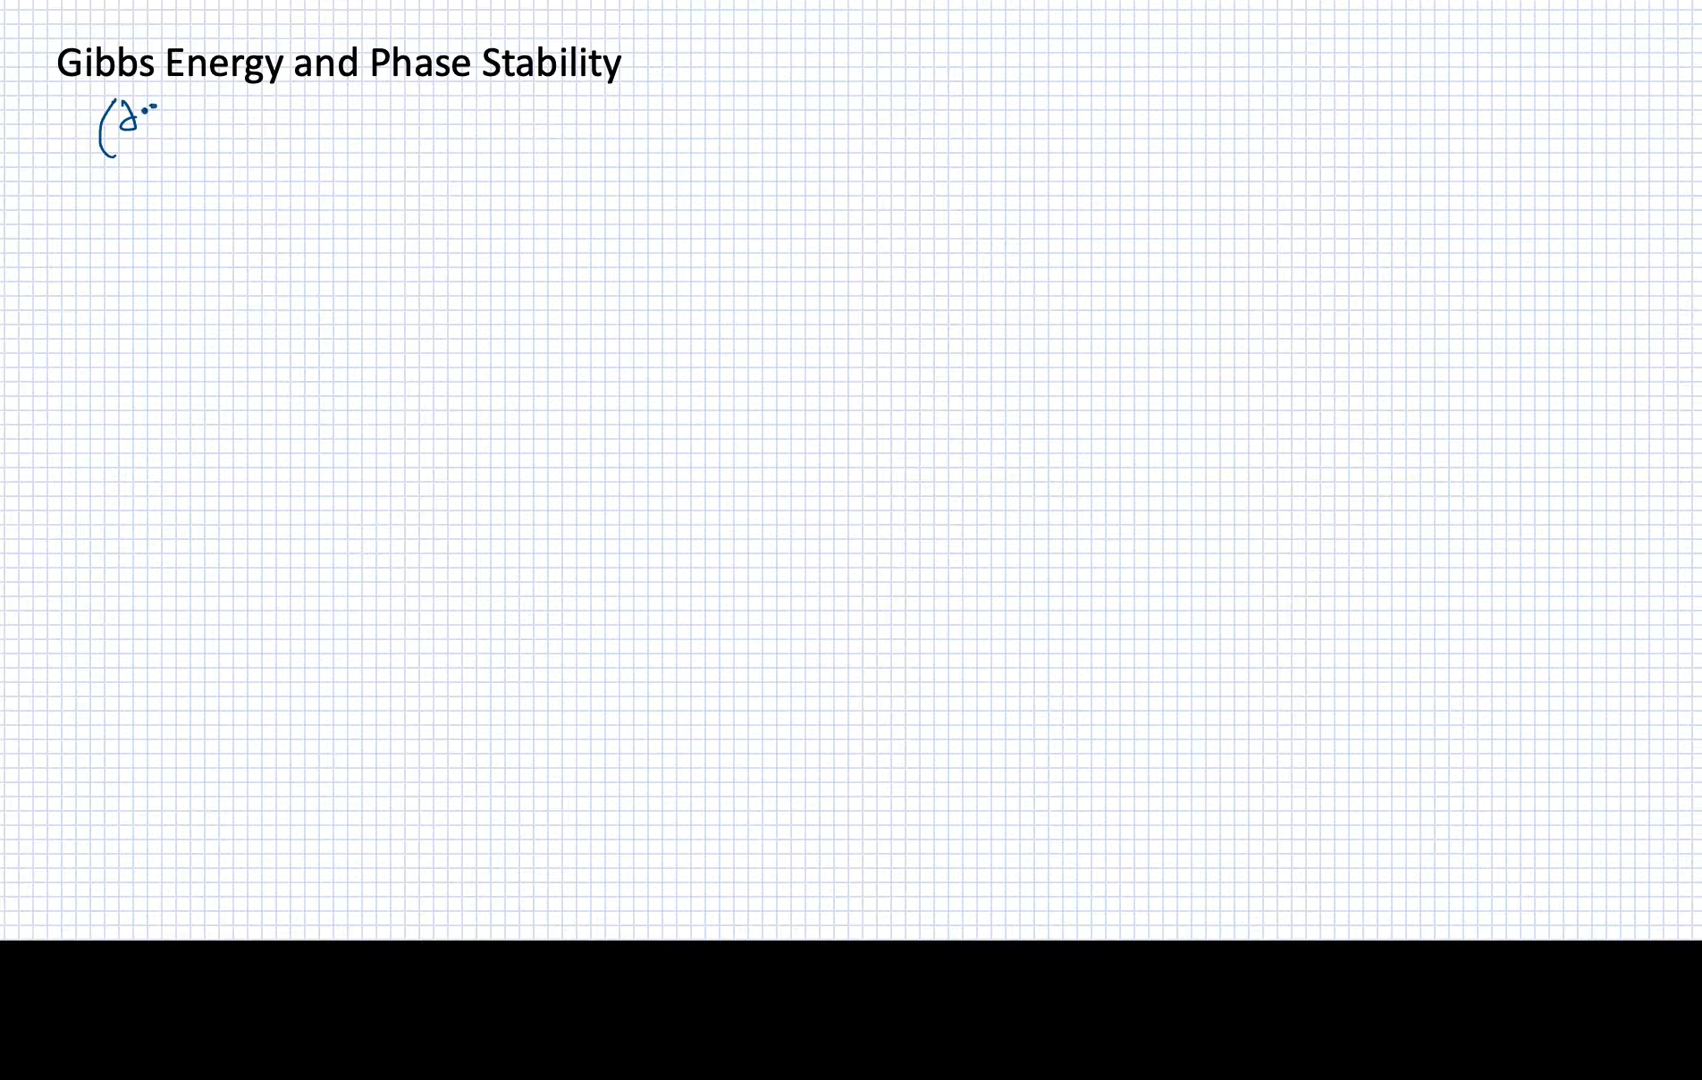 Gibbs Energy and Phase Stability
(∂